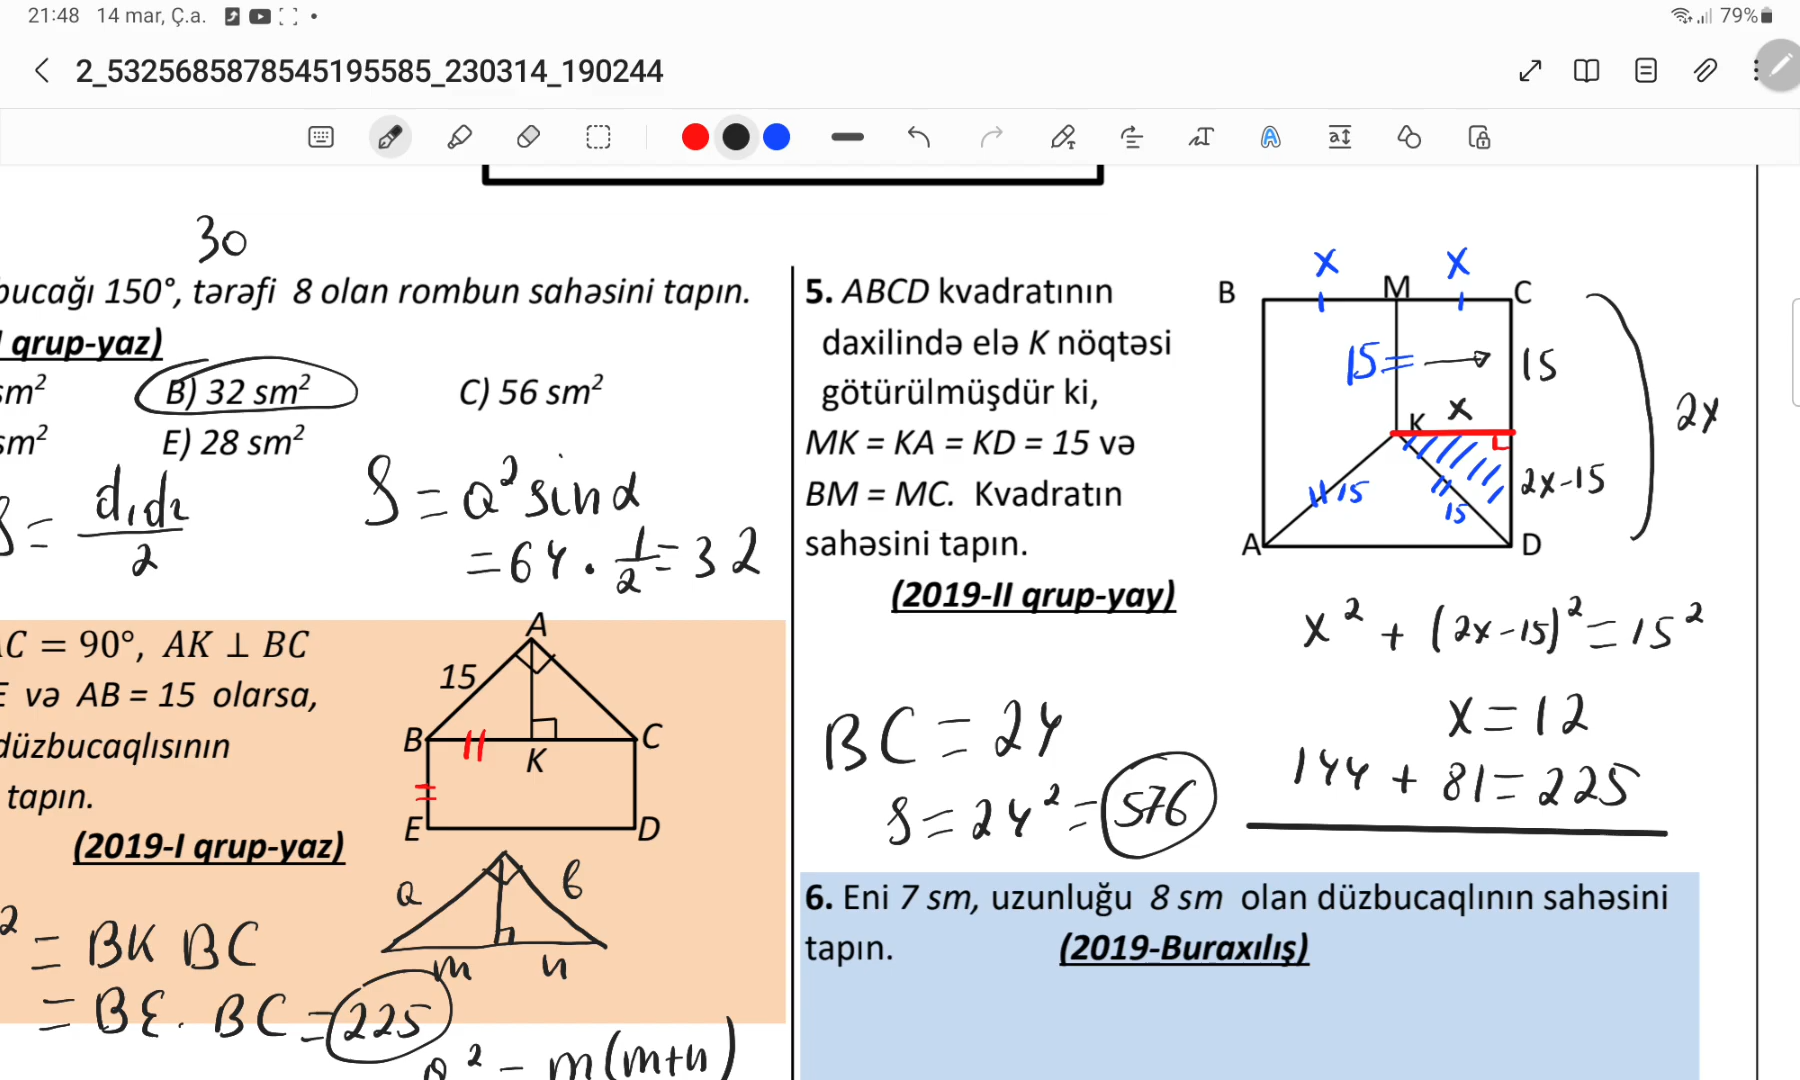 21:48 14 mar, Ç.a. 79%
2_5325685878545195585_230314_190244
30
bucağı 150°, tərəfi 8 olan rombun sahəsini tapın.
qrup-yaz)
sm² B) 32 sm² C) 56 sm²
sm² E) 28 sm²
S = d₁d₂/2
S = a² sin α
= 64 · 1/2 = 32
AC = 90°, AK ⊥ BC
E və AB = 15 olarsa,
düzbucaqlısının
tapın.
(2019-I qrup-yaz)
A
15
B K C
E D
a b
m n
² = BK BC
= BE · BC = 225
a² = m(m+n)
5. ABCD kvadratının
daxilində elə K nöqtəsi
götürülmüşdür ki,
MK = KA = KD = 15 və
BM = MC. Kvadratın
sahəsini tapın.
(2019-II qrup-yay)
x x
B M C
15 15
K x
2x
15 15 2x-15
A D
x² + (2x-15)² = 15²
x = 12
144 + 81 = 225
BC = 24
S = 24² = 576
6. Eni 7 sm, uzunluğu 8 sm olan düzbucaqlının sahəsini
tapın. (2019-Buraxılış)